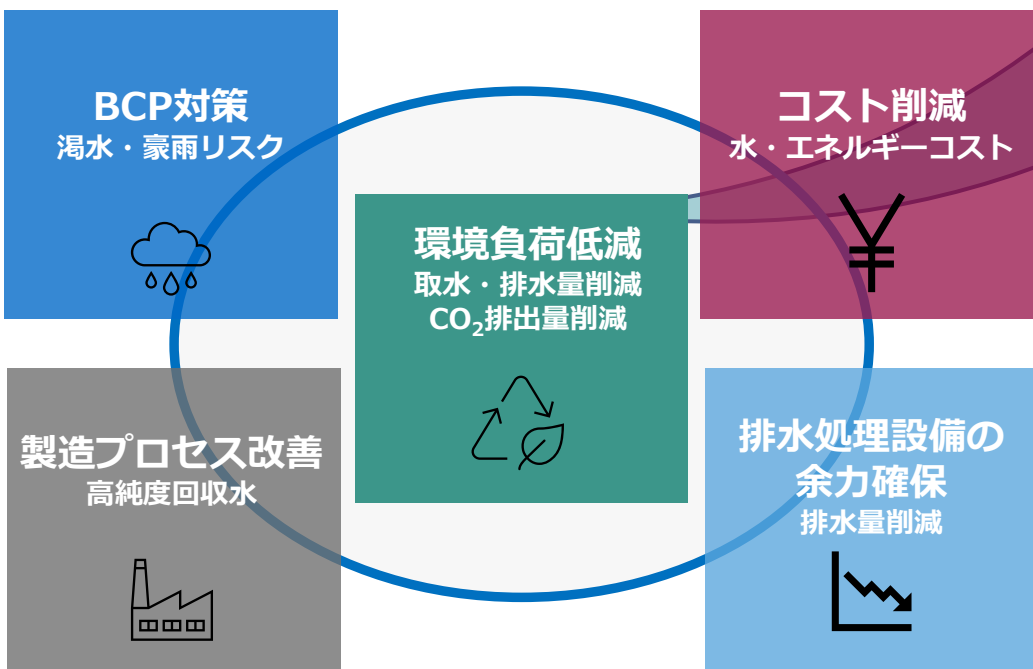 BCP対策
渇水・豪雨リスク
コスト削減
水・エネルギーコスト
環境負荷低減
取水・排水量削減
CO₂排出量削減
製造プロセス改善
高純度回収水
排水処理設備の
余力確保
排水量削減